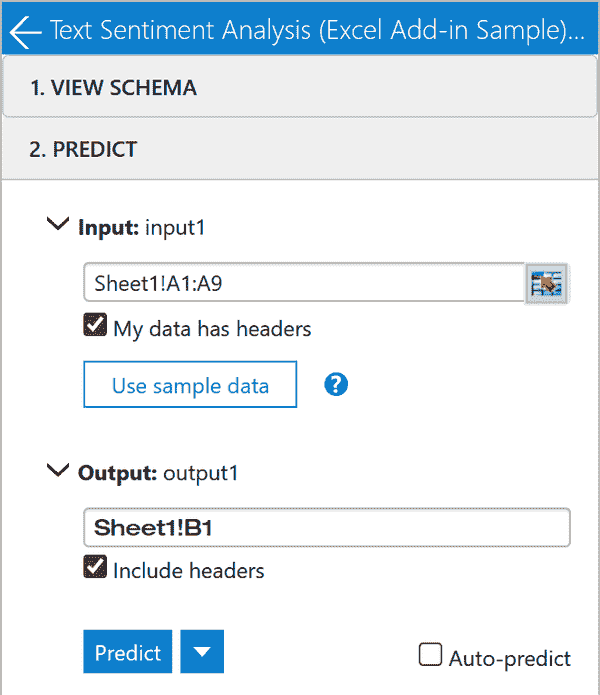 Text Sentiment Analysis (Excel Add-in Sample)...
1. VIEW SCHEMA
2. PREDICT
Input: input1
Sheet1!A1:A9
My data has headers
Use sample data ?
Output: output1
Sheet1!B1
Include headers
Predict Auto-predict